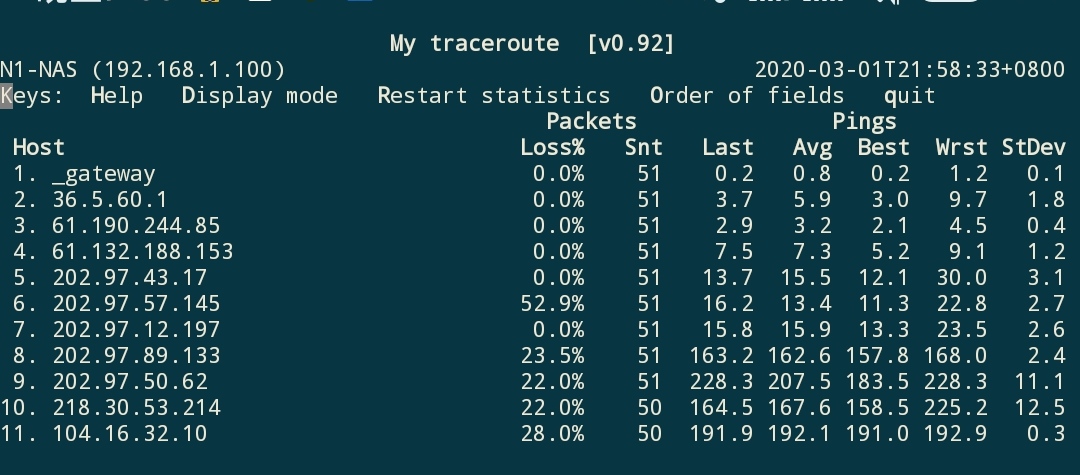 My traceroute  [v0.92]
N1-NAS (192.168.1.100)    2020-03-01T21:58:33+0800
Keys:  Help   Display mode   Restart statistics   Order of fields   quit
Packets    Pings
Host    Loss%   Snt   Last   Avg  Best  Wrst StDev
1. _gateway    0.0%    51    0.2   0.8   0.2   1.2   0.1
2. 36.5.60.1    0.0%    51    3.7   5.9   3.0   9.7   1.8
3. 61.190.244.85    0.0%    51    2.9   3.2   2.1   4.5   0.4
4. 61.132.188.153    0.0%    51    7.5   7.3   5.2   9.1   1.2
5. 202.97.43.17    0.0%    51    13.7  15.5  12.1  30.0   3.1
6. 202.97.57.145    52.9%    51    16.2  13.4  11.3  22.8   2.7
7. 202.97.12.197    0.0%    51    15.8  15.9  13.3  23.5   2.6
8. 202.97.89.133    23.5%    51    163.2 162.6 157.8 168.0   2.4
9. 202.97.50.62    22.0%    51    228.3 207.5 183.5 228.3  11.1
10. 218.30.53.214    22.0%    50    164.5 167.6 158.5 225.2  12.5
11. 104.16.32.10    28.0%    50    191.9 192.1 191.0 192.9   0.3